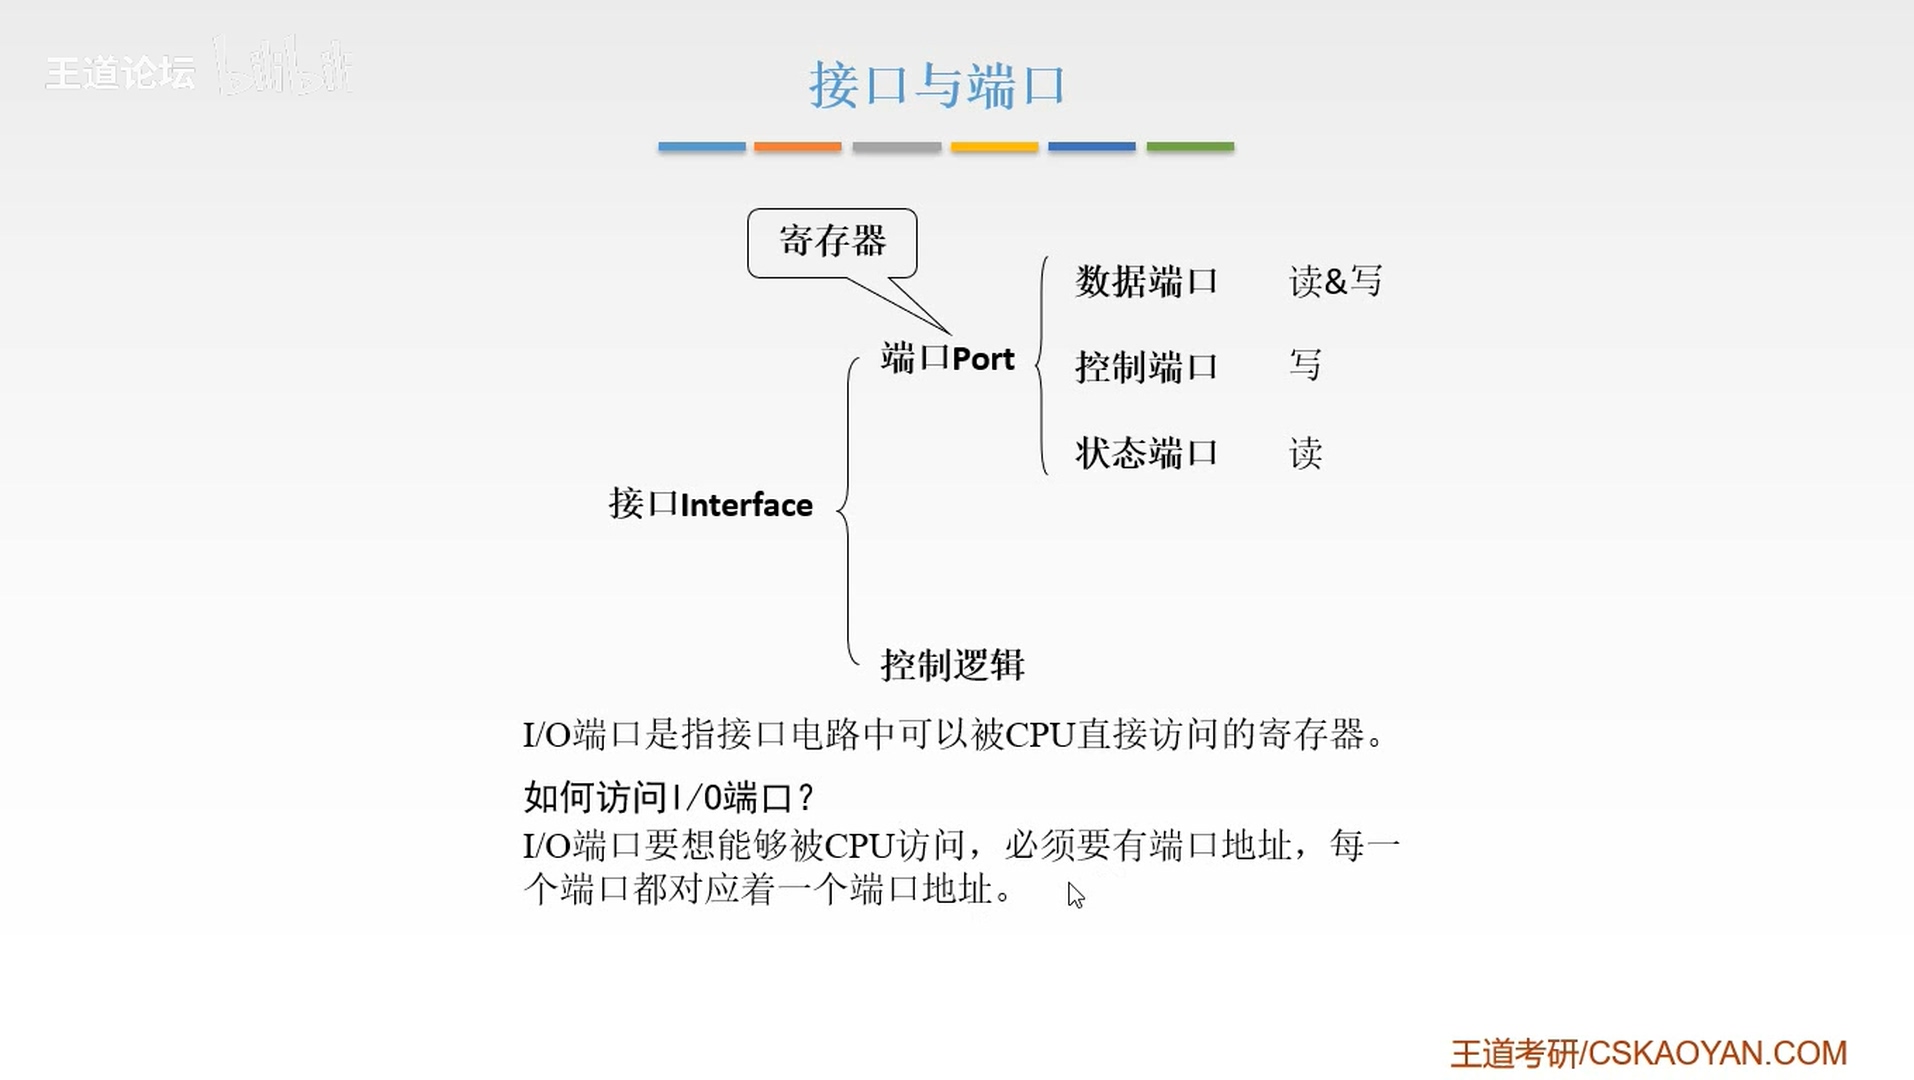 王道论坛 bilibili
接口与端口
寄存器
数据端口 读&写
端口Port
控制端口 写
状态端口 读
接口Interface
控制逻辑
I/O端口是指接口电路中可以被CPU直接访问的寄存器。
如何访问I/O端口？
I/O端口要想能够被CPU访问，必须要有端口地址，每一
个端口都对应着一个端口地址。
王道考研/CSKAOYAN.COM